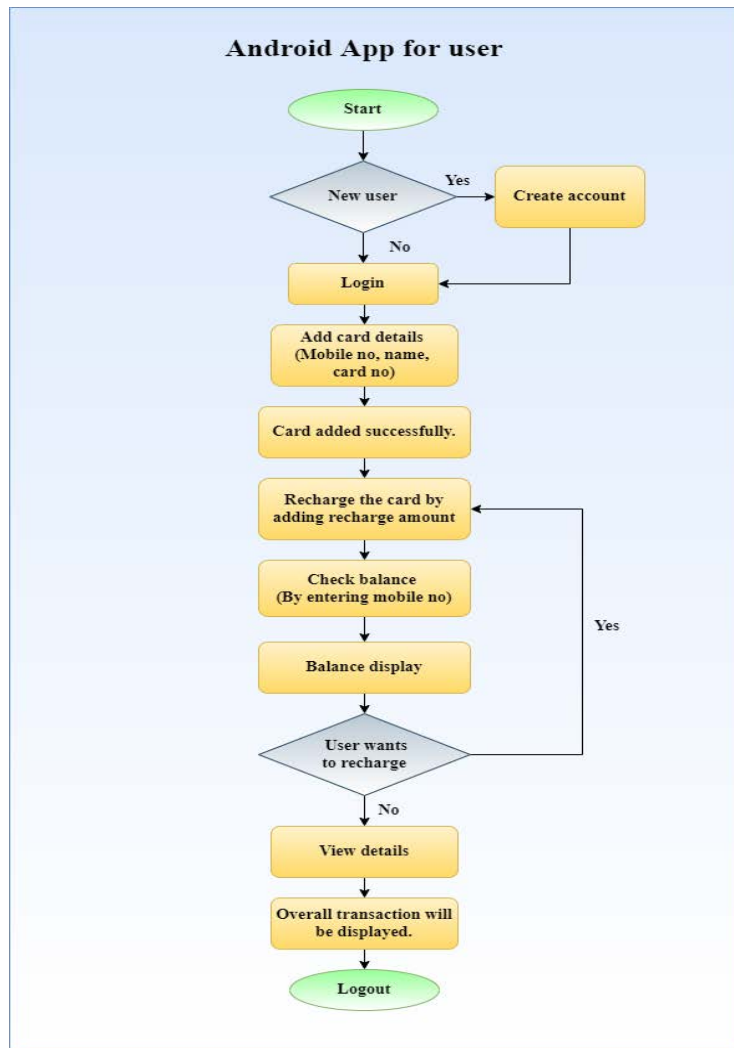 Android App for user
Start
New user
Yes
Create account
No
Login
Add card details
(Mobile no, name,
card no)
Card added successfully.
Recharge the card by
adding recharge amount
Check balance
(By entering mobile no)
Yes
Balance display
User wants
to recharge
No
View details
Overall transaction will
be displayed.
Logout